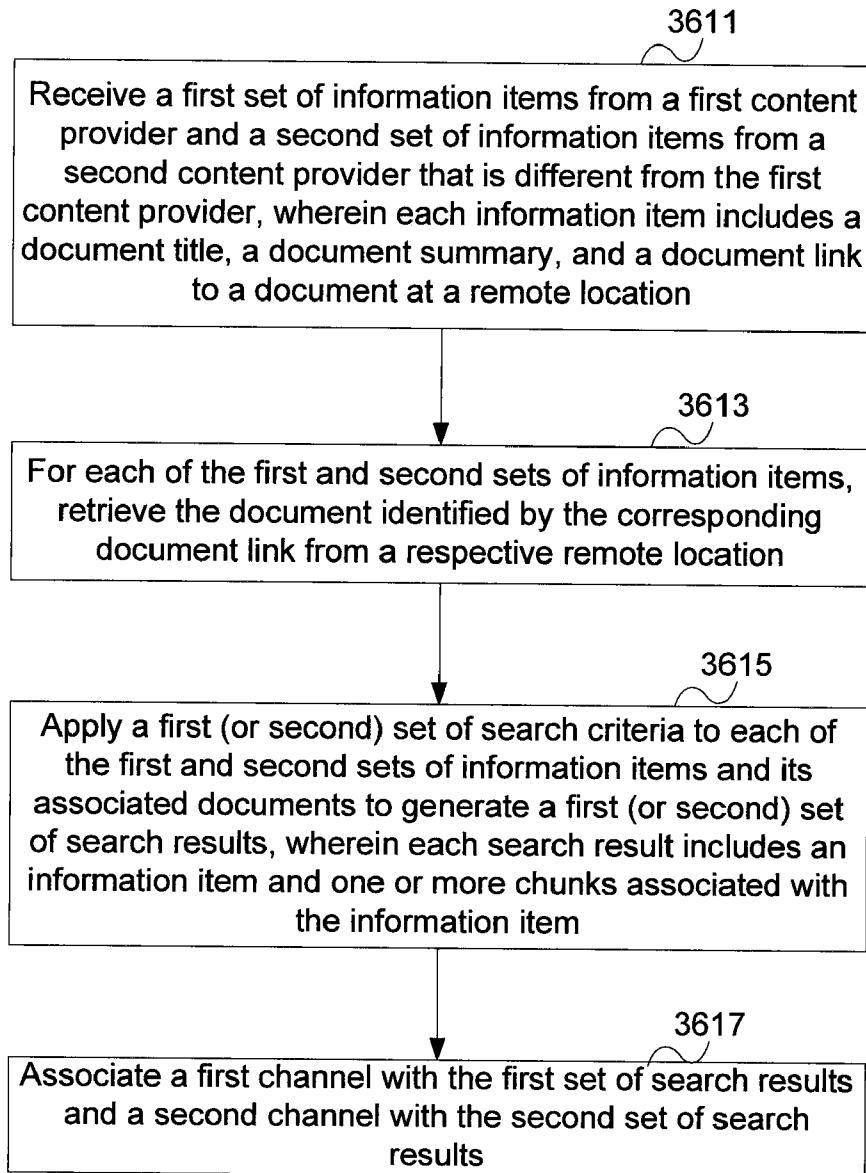 3611
Receive a first set of information items from a first content
provider and a second set of information items from a
second content provider that is different from the first
content provider, wherein each information item includes a
document title, a document summary, and a document link
to a document at a remote location
3613
For each of the first and second sets of information items,
retrieve the document identified by the corresponding
document link from a respective remote location
3615
Apply a first (or second) set of search criteria to each of
the first and second sets of information items and its
associated documents to generate a first (or second) set
of search results, wherein each search result includes an
information item and one or more chunks associated with
the information item
3617
Associate a first channel with the first set of search results
and a second channel with the second set of search
results